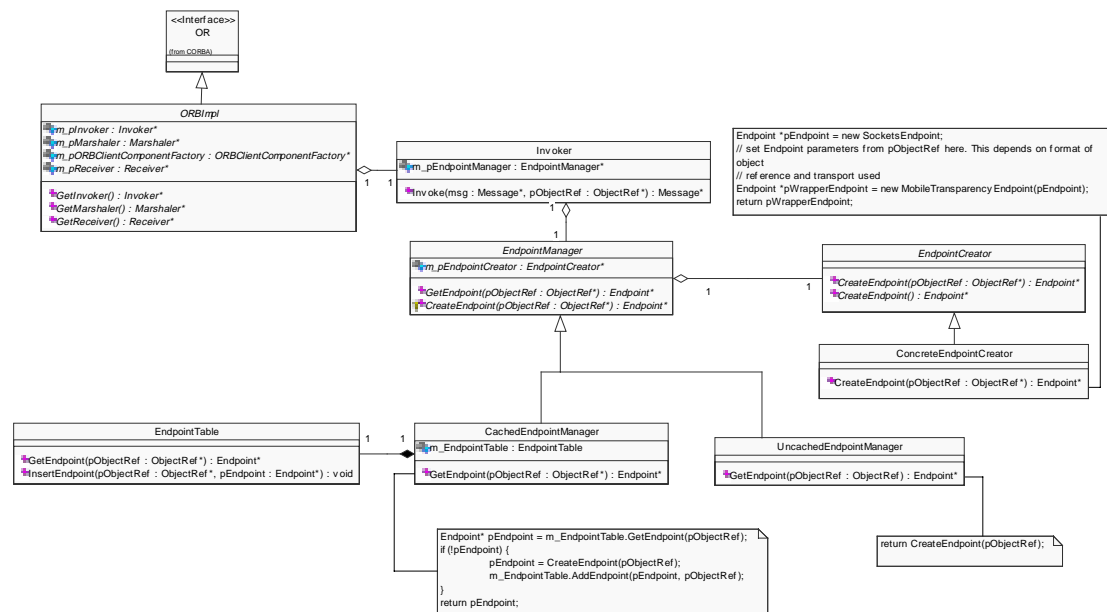 <<Interface>>
OR
(from CORBA)
ORBImpl
m_pInvoker : Invoker*
m_pMarshaler : Marshaler*
m_pORBClientComponentFactory : ORBClientComponentFactory*
m_pReceiver : Receiver*
GetInvoker() : Invoker*
GetMarshaler() : Marshaler*
GetReceiver() : Receiver*
1
1
Invoker
m_pEndpointManager : EndpointManager*
Invoke(msg : Message*, pObjectRef : ObjectRef*) : Message*
1
1
Endpoint *pEndpoint = new SocketsEndpoint;
// set Endpoint parameters from pObjectRef here. This depends on format of
object
// reference and transport used
Endpoint *pWrapperEndpoint = new MobileTransparencyEndpoint(pEndpoint);
return pWrapperEndpoint;
EndpointManager
m_pEndpointCreator : EndpointCreator*
GetEndpoint(pObjectRef : ObjectRef*) : Endpoint*
CreateEndpoint(pObjectRef : ObjectRef*) : Endpoint*
1
1
EndpointCreator
CreateEndpoint(pObjectRef : ObjectRef*) : Endpoint*
CreateEndpoint() : Endpoint*
ConcreteEndpointCreator
CreateEndpoint(pObjectRef : ObjectRef*) : Endpoint*
EndpointTable
GetEndpoint(pObjectRef : ObjectRef*) : Endpoint*
InsertEndpoint(pObjectRef : ObjectRef*, pEndpoint : Endpoint*) : void
1
1
CachedEndpointManager
m_EndpointTable : EndpointTable
GetEndpoint(pObjectRef : ObjectRef*) : Endpoint*
UncachedEndpointManager
GetEndpoint(pObjectRef : ObjectRef) : Endpoint*
Endpoint* pEndpoint = m_EndpointTable.GetEndpoint(pObjectRef);
if (!pEndpoint) {
pEndpoint = CreateEndpoint(pObjectRef);
m_EndpointTable.AddEndpoint(pEndpoint, pObjectRef);
}
return pEndpoint;
return CreateEndpoint(pObjectRef);